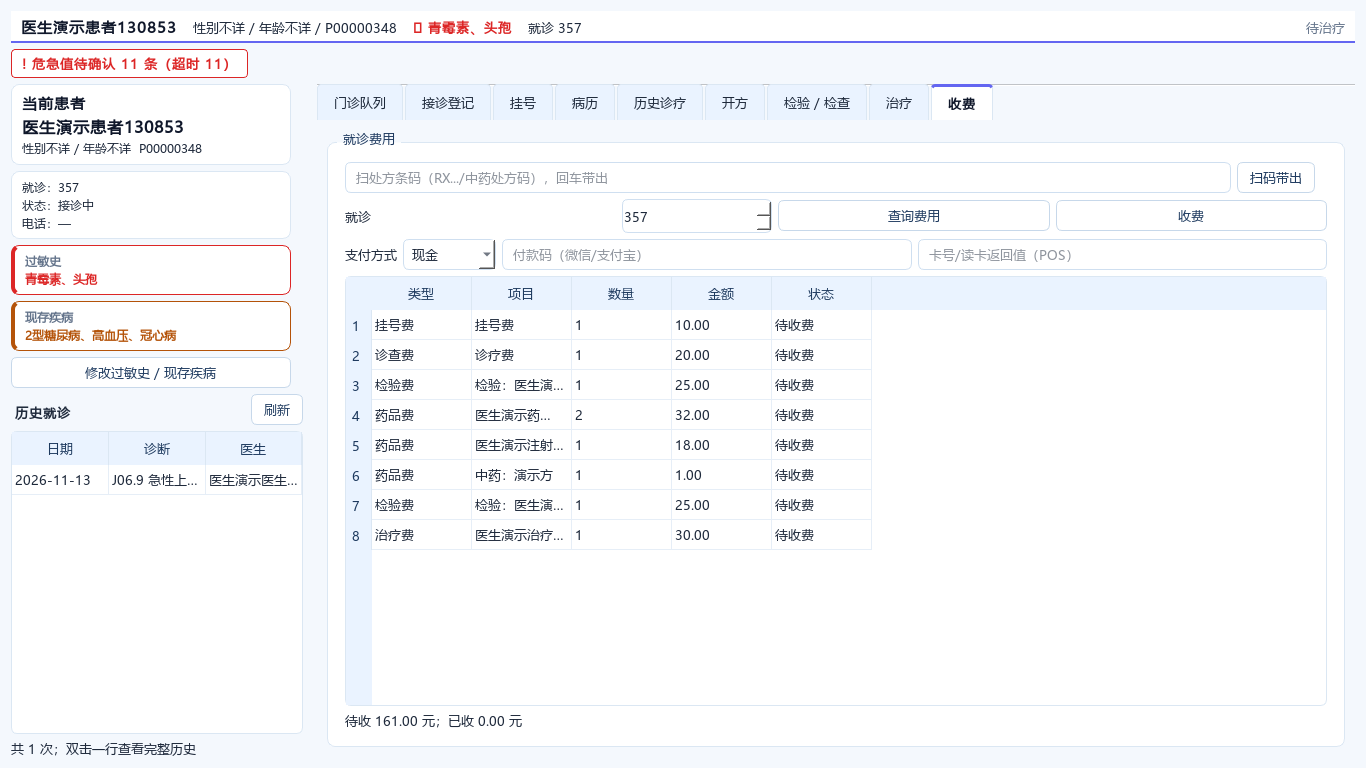 医生演示患者130853 性别不详 / 年龄不详 / P00000348 青霉素、头孢 就诊 357 待治疗
! 危急值待确认 11 条（超时 11）
当前患者
医生演示患者130853
性别不详 / 年龄不详 P00000348
就诊：357
状态：接诊中
电话：—
过敏史
青霉素、头孢
现存疾病
2型糖尿病、高血压、冠心病
修改过敏史 / 现存疾病
历史就诊 刷新
日期 诊断 医生
2026-11-13 J06.9 急性上... 医生演示医生...
共 1 次；双击一行查看完整历史
门诊队列 接诊登记 挂号 病历 历史诊疗 开方 检验 / 检查 治疗 收费
就诊费用
扫处方条码（RX.../中药处方码），回车带出 扫码带出
就诊 357 查询费用 收费
支付方式 现金 付款码（微信/支付宝） 卡号/读卡返回值（POS）
类型 项目 数量 金额 状态
1 挂号费 挂号费 1 10.00 待收费
2 诊查费 诊疗费 1 20.00 待收费
3 检验费 检验：医生演... 1 25.00 待收费
4 药品费 医生演示药... 2 32.00 待收费
5 药品费 医生演示注射... 1 18.00 待收费
6 药品费 中药：演示方 1 1.00 待收费
7 检验费 检验：医生演... 1 25.00 待收费
8 治疗费 医生演示治疗... 1 30.00 待收费
待收 161.00 元；已收 0.00 元